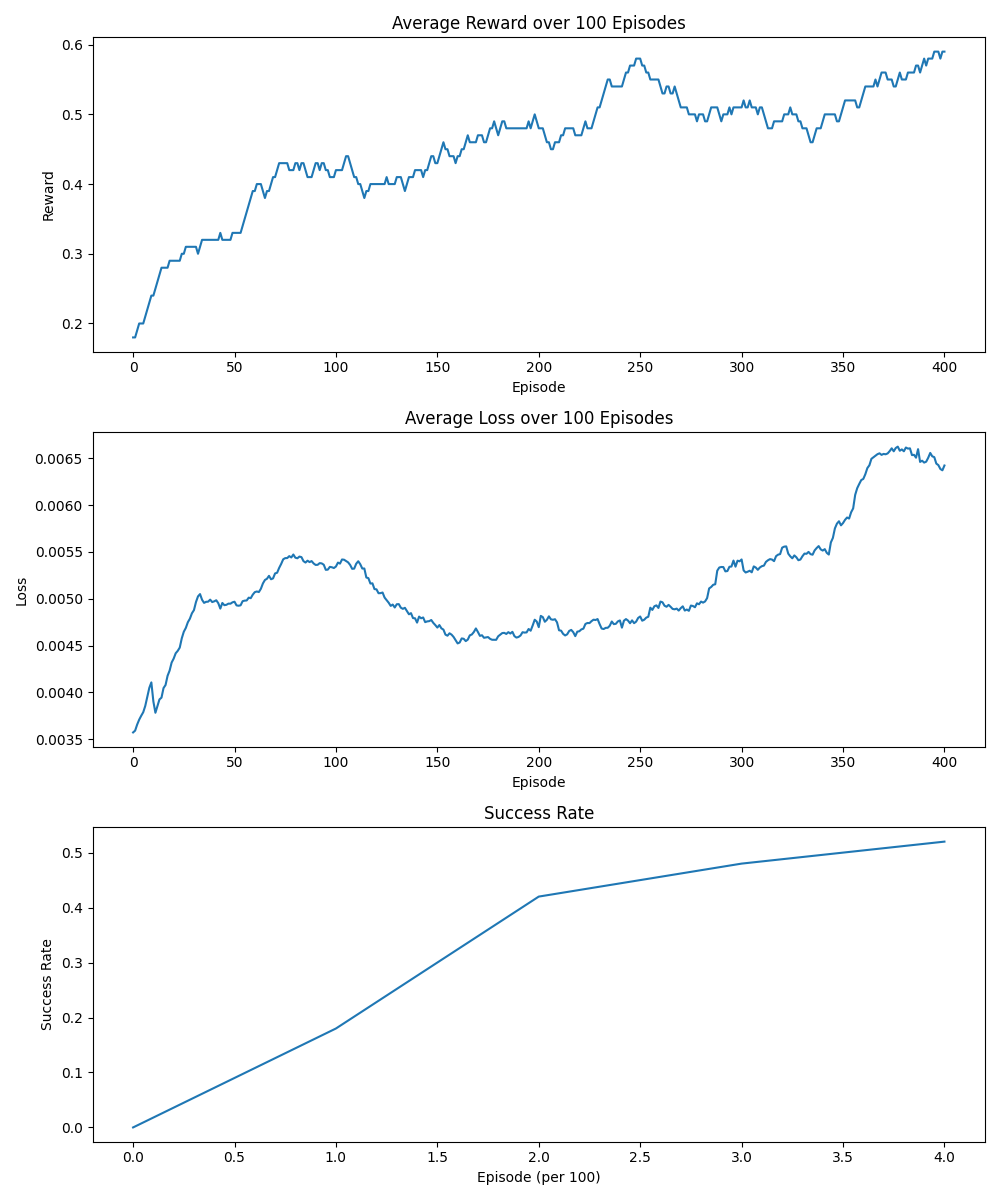 Average Reward over 100 Episodes
Reward
0.6
0.5
0.4
0.3
0.2
0 50 100 150 200 250 300 350 400
Episode
Average Loss over 100 Episodes
Loss
0.0065
0.0060
0.0055
0.0050
0.0045
0.0040
0.0035
0 50 100 150 200 250 300 350 400
Episode
Success Rate
Success Rate
0.5
0.4
0.3
0.2
0.1
0.0
0.0 0.5 1.0 1.5 2.0 2.5 3.0 3.5 4.0
Episode (per 100)